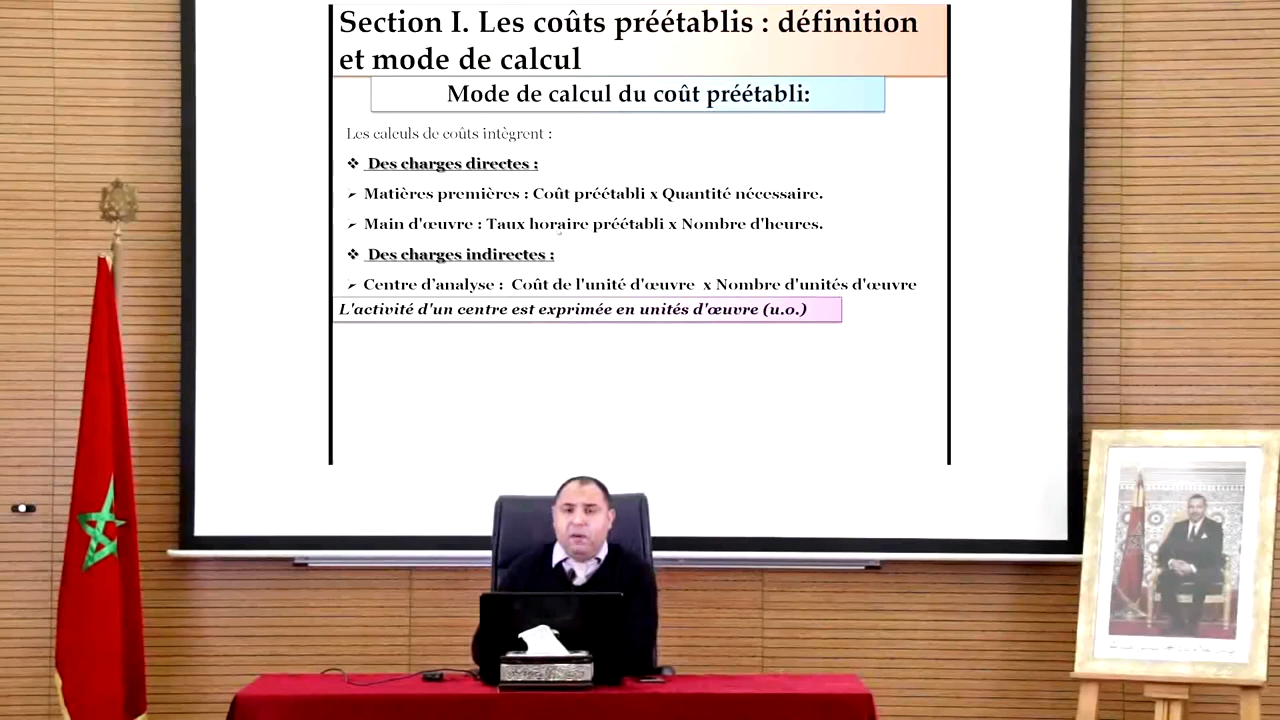 Section I. Les coûts préétablis : définition
et mode de calcul
Mode de calcul du coût préétabli:
Les calculs de coûts intègrent :
❖ Des charges directes :
➢ Matières premières : Coût préétabli x Quantité nécessaire.
➢ Main d'œuvre : Taux horaire préétabli x Nombre d'heures.
❖ Des charges indirectes :
➢ Centre d'analyse : Coût de l'unité d'œuvre x Nombre d'unités d'œuvre
L'activité d'un centre est exprimée en unités d'œuvre (u.o.)